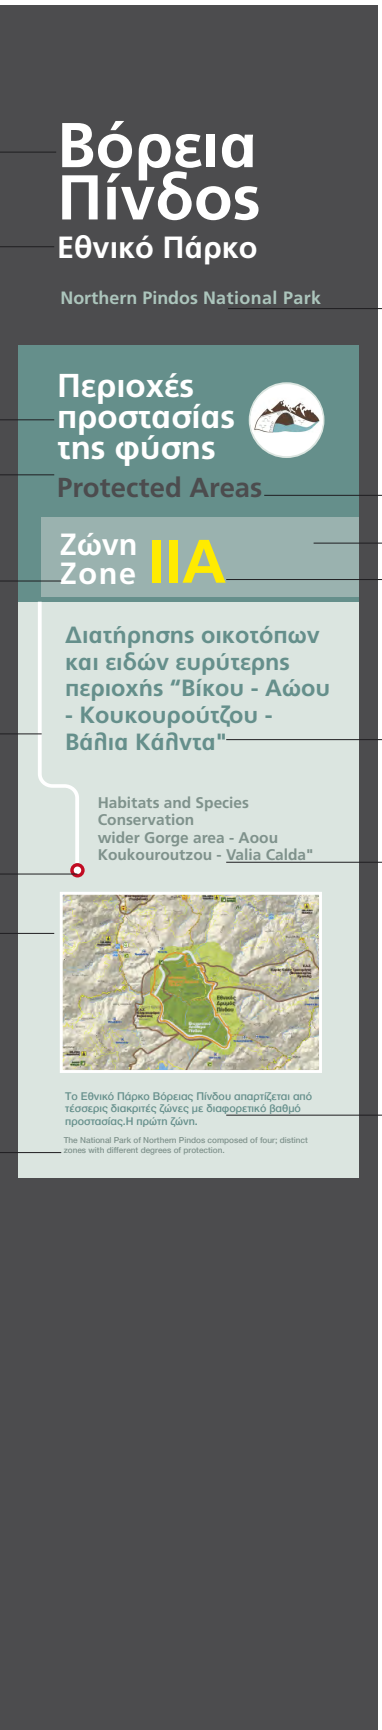 Βόρεια
Πίνδος
Εθνικό Πάρκο
Northern Pindos National Park
Περιοχές
προστασίας
της φύσης
Protected Areas
Ζώνη
Zone
IIA
Διατήρησης οικοτόπων
και ειδών ευρύτερης
περιοχής “Βίκου - Αώου
- Κουκουρούτζου -
Βάλια Κάλντα"
Habitats and Species
Conservation
wider Gorge area - Aoou
Koukouroutzou - Valia Calda"
Εθνικός
Δρυμός
Πίνδου
Το Εθνικό Πάρκο Βόρειας Πίνδου απαρτίζεται από
τέσσερις διακριτές ζώνες με διαφορετικό βαθμό
προστασίας.Η πρώτη ζώνη.
The National Park of Northern Pindos composed of four; distinct
zones with different degrees of protection.